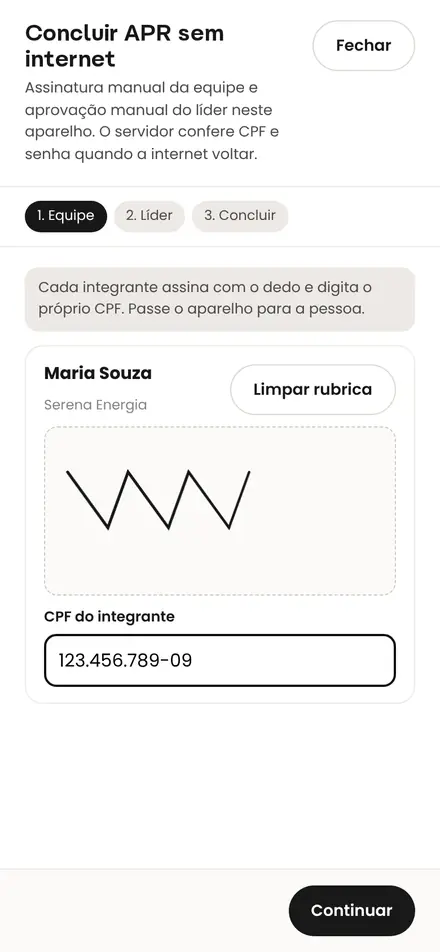 Concluir APR sem
internet
Fechar
Assinatura manual da equipe e
aprovação manual do líder neste
aparelho. O servidor confere CPF e
senha quando a internet voltar.
1. Equipe
2. Líder
3. Concluir
Cada integrante assina com o dedo e digita o
próprio CPF. Passe o aparelho para a pessoa.
Maria Souza
Serena Energia
Limpar rubrica
CPF do integrante
123.456.789-09
Continuar